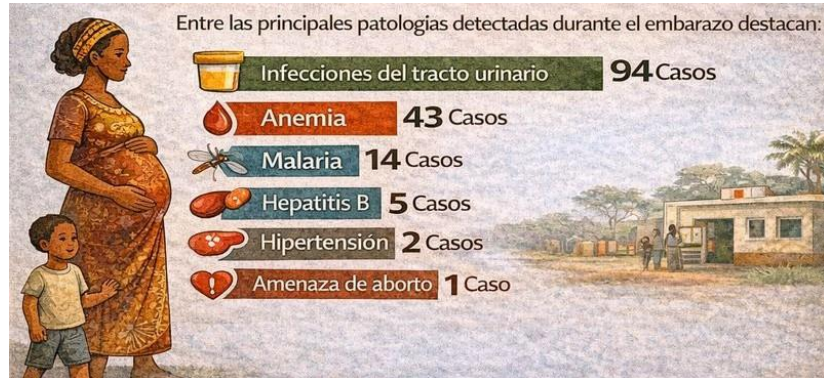 Entre las principales patologías detectadas durante el embarazo destacan:
Infecciones del tracto urinario 94 Casos
Anemia 43 Casos
Malaria 14 Casos
Hepatitis B 5 Casos
Hipertensión 2 Casos
Amenaza de aborto 1 Caso